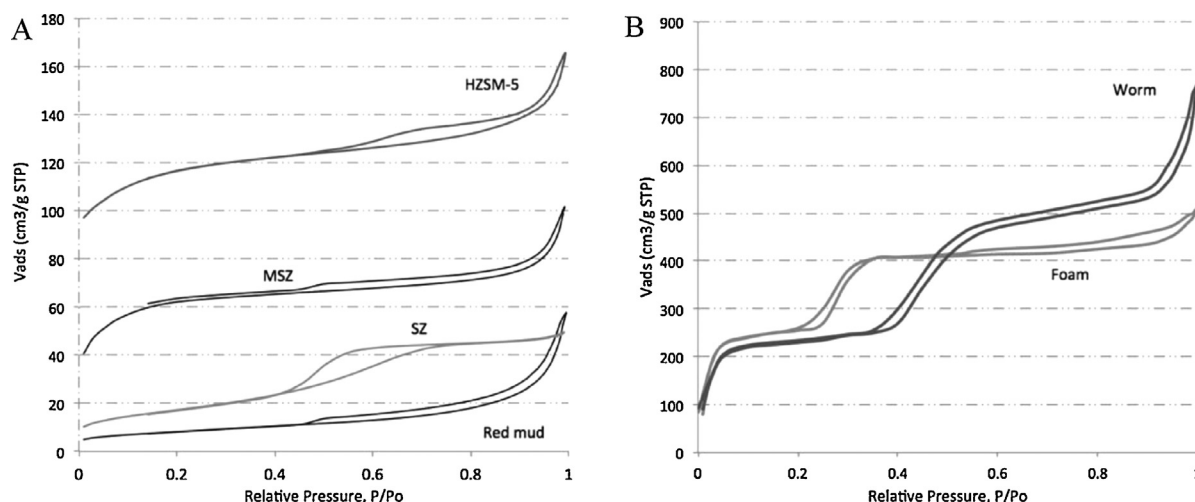 A
B
180
160
140
120
100
80
60
40
20
0
Vads (cm3/g STP)
HZSM-5
MSZ
SZ
Red mud
0
0.2
0.4
0.6
0.8
1
Relative Pressure, P/Po
900
800
700
600
500
400
300
200
100
0
Vads (cm3/g STP)
Worm
Foam
0
0.2
0.4
0.6
0.8
1
Relative Pressure, P/Po